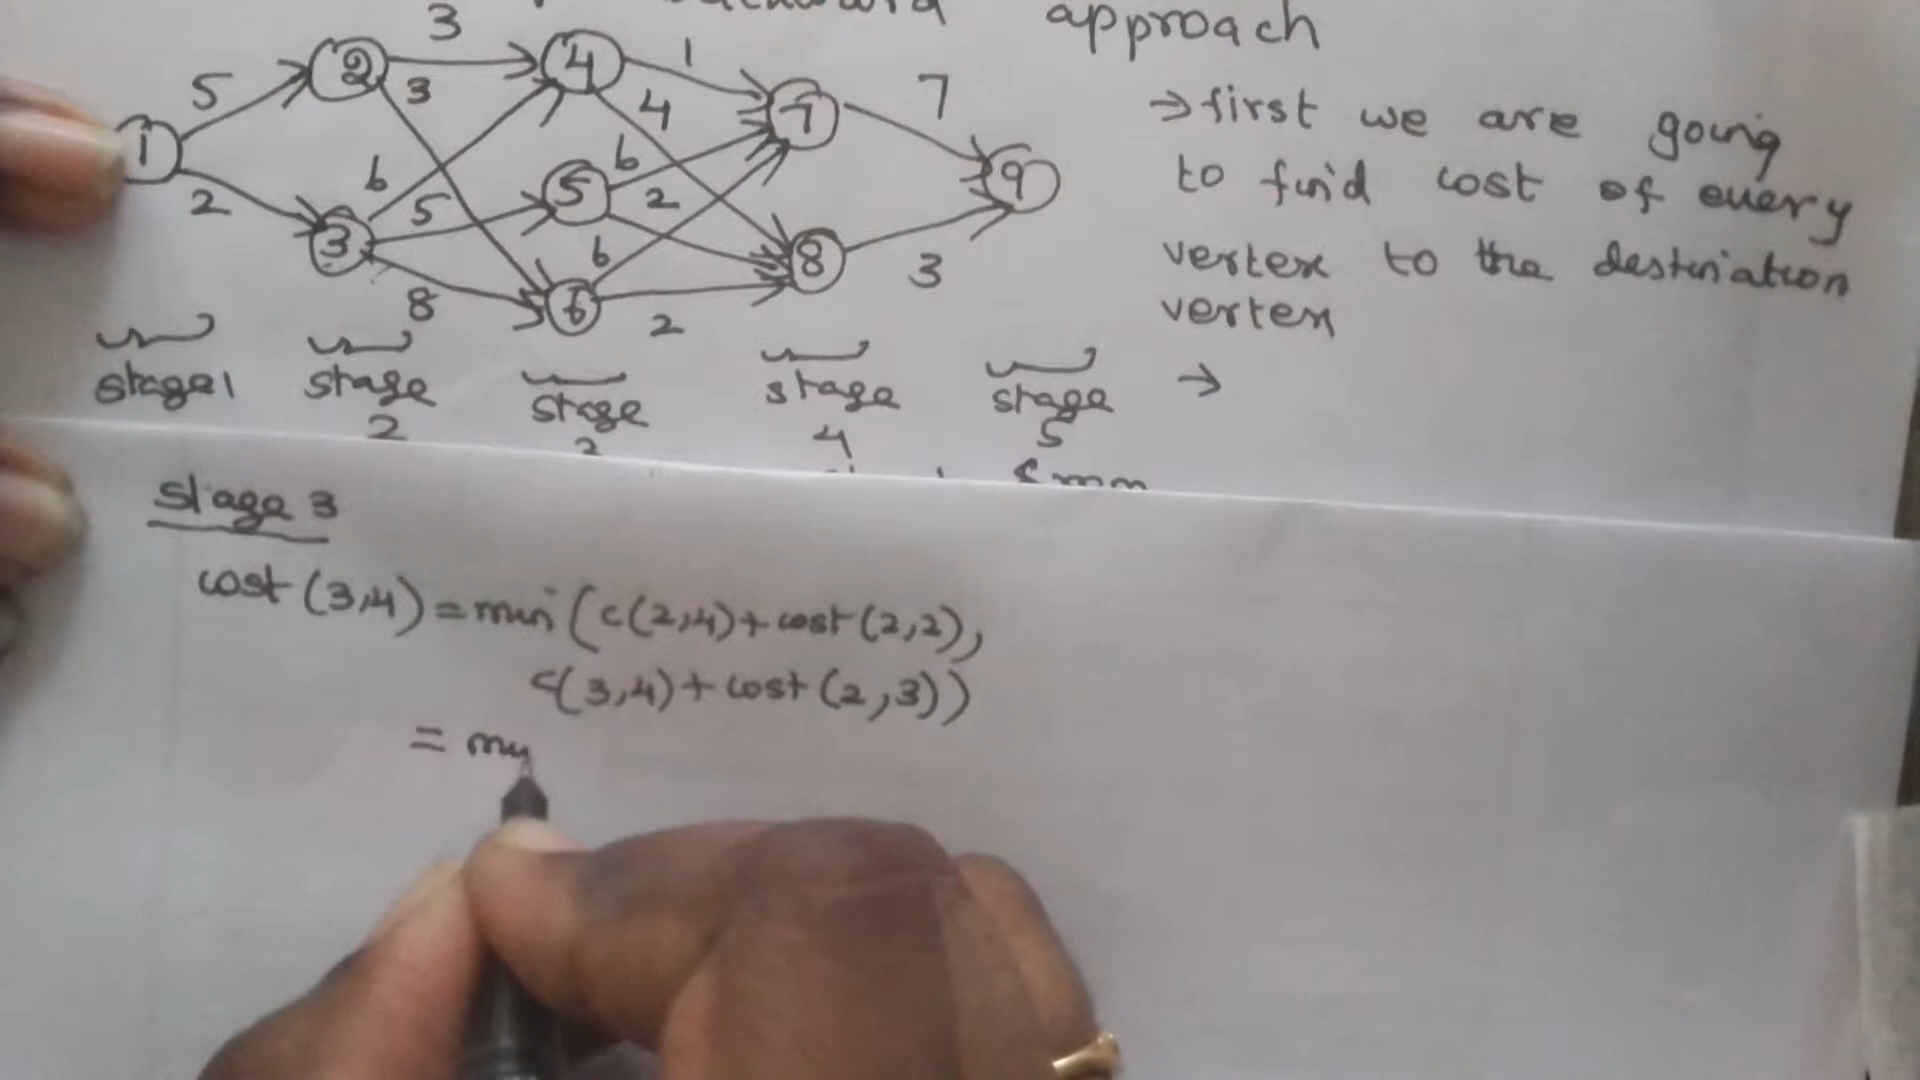 approach
3
5 2 3 4 1 7 7
1 3 4
6 6 5 2 9
2 5 8
3 6 3
8 6 2
→ first we are going
to find cost of every
vertex to the destination
vertex
stage1 stage 2 stage stage 4 stage 5 →
Stage 3
cost (3,4) = min (c(2,4) + cost (2,2),
c(3,4) + cost (2,3))
=